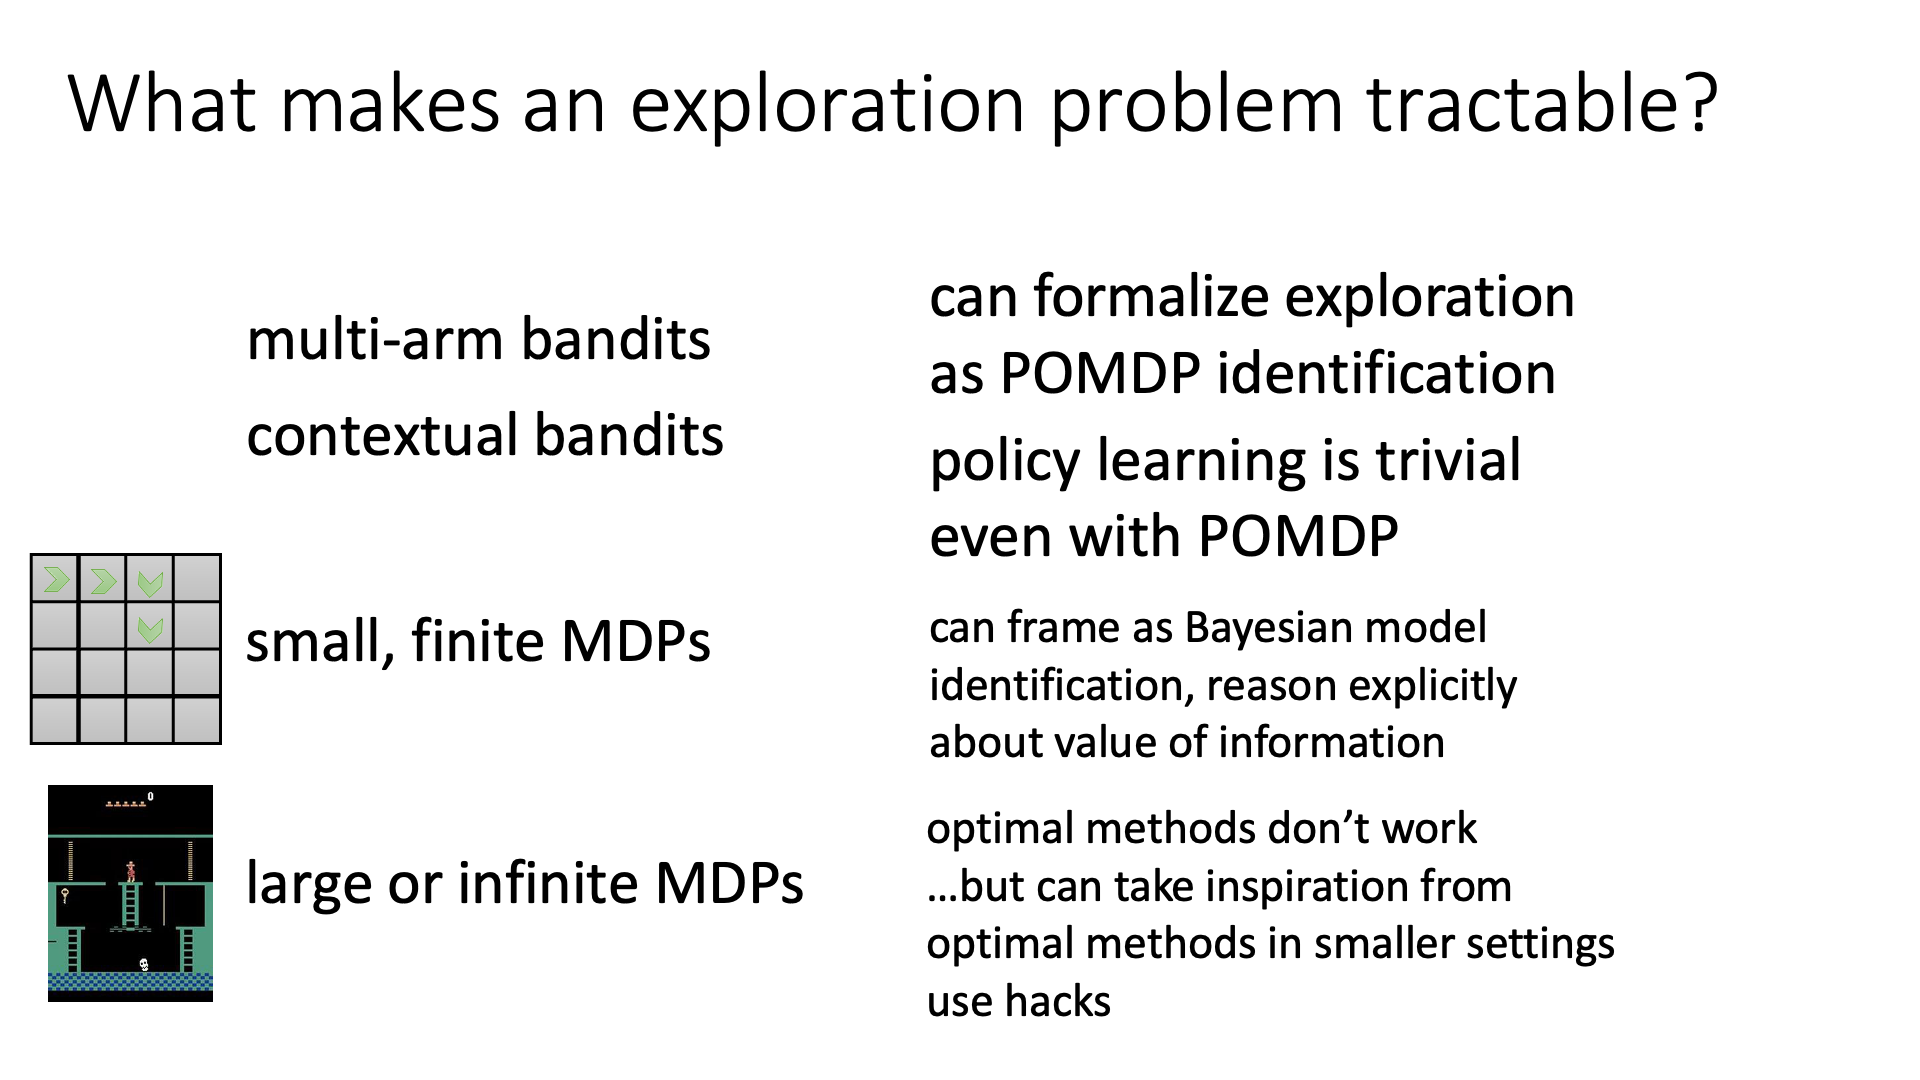 What makes an exploration problem tractable?
multi-arm bandits
contextual bandits
can formalize exploration
as POMDP identification
policy learning is trivial
even with POMDP
small, finite MDPs
can frame as Bayesian model
identification, reason explicitly
about value of information
0
large or infinite MDPs
optimal methods don’t work
…but can take inspiration from
optimal methods in smaller settings
use hacks